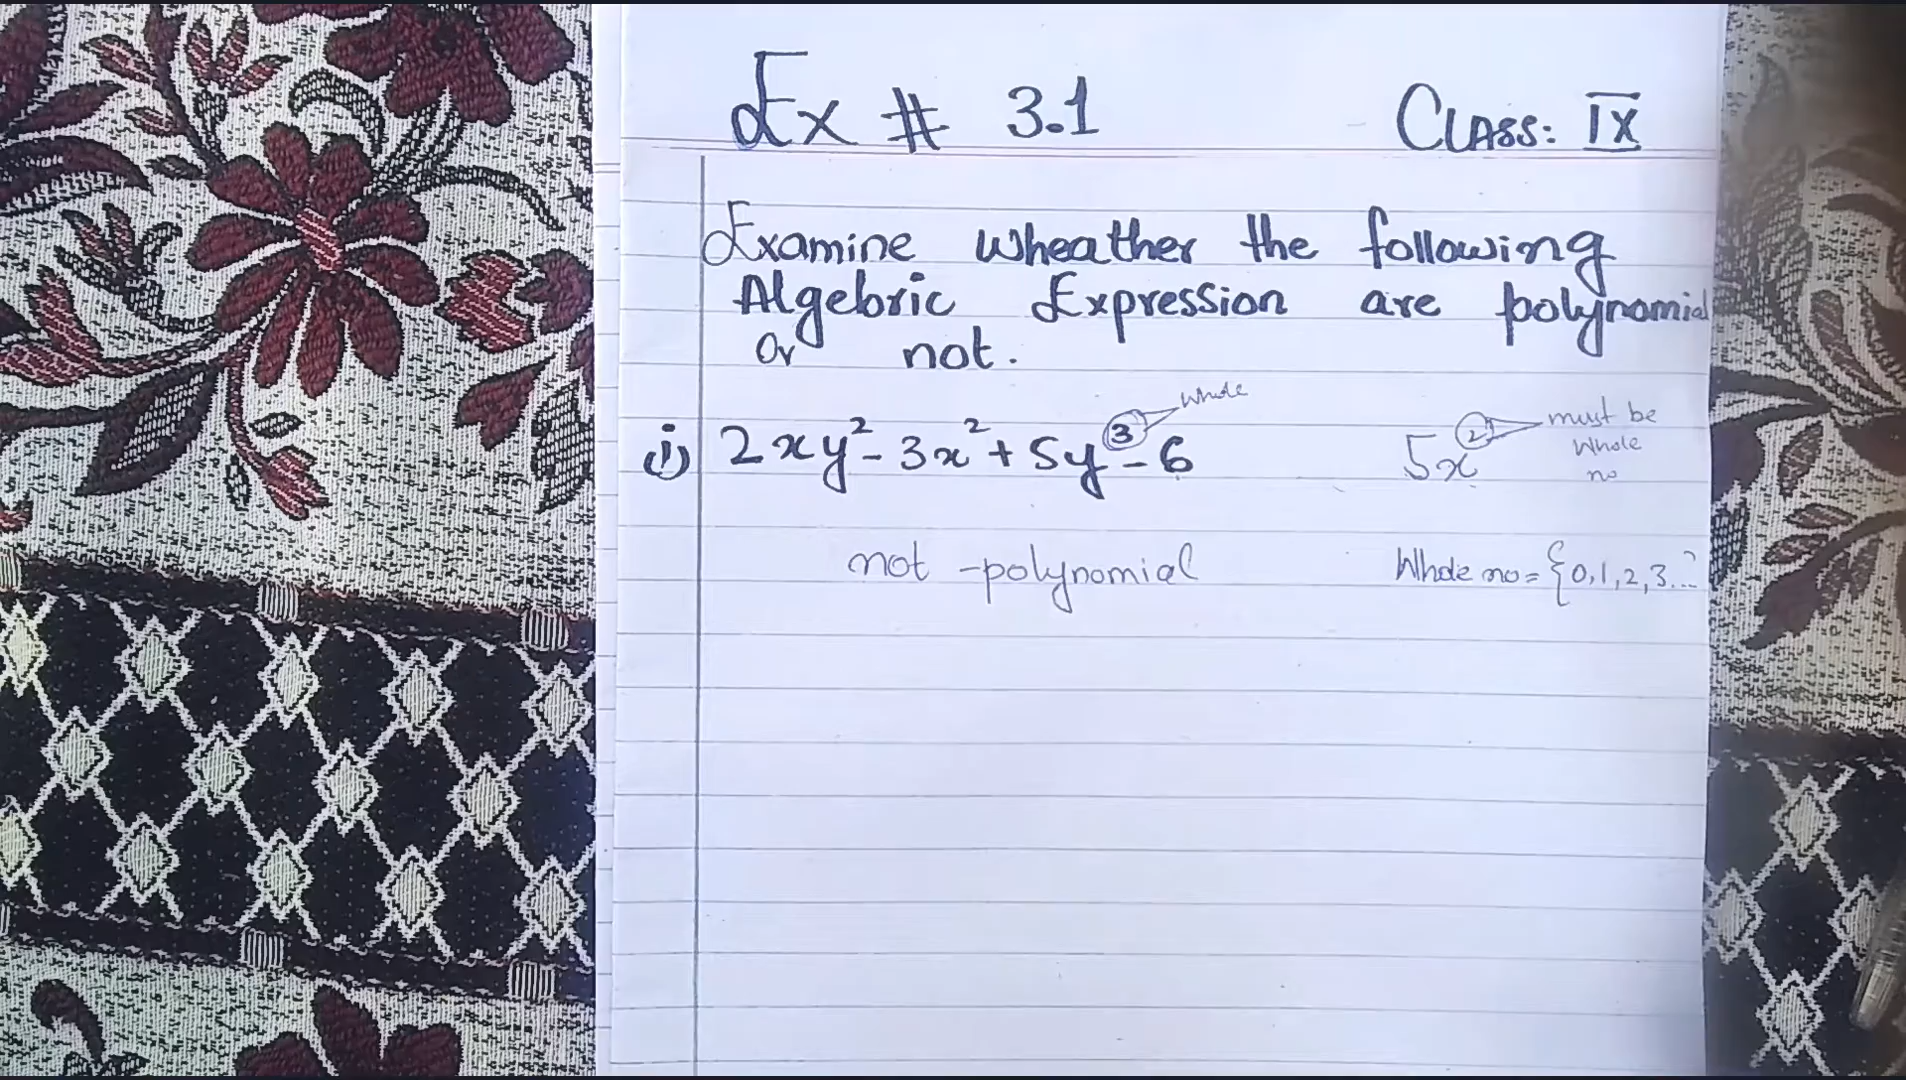 Ex # 3.1 CLASS: IX
Examine wheather the following
Algebric Expression are polynomial
or not.
(i) 2xy² - 3x² + 5y³ - 6
whole
5x² must be
whole
no
not - polynomial
Whole no = {0, 1, 2, 3...}